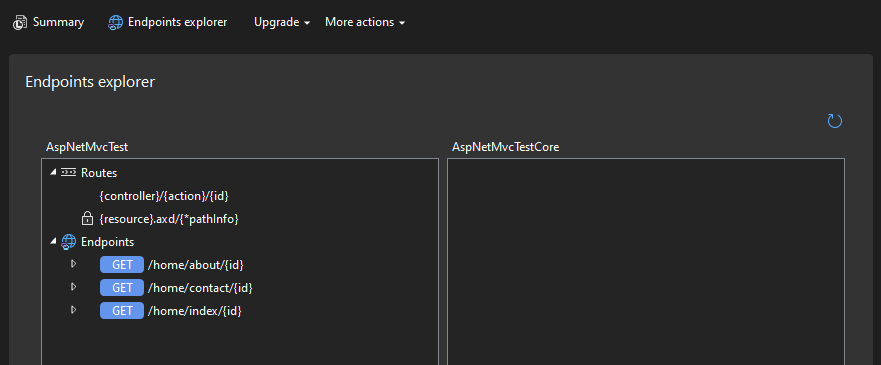 Summary Endpoints explorer Upgrade More actions
Endpoints explorer
AspNetMvcTest AspNetMvcTestCore
Routes
{controller}/{action}/{id}
{resource}.axd/{*pathInfo}
Endpoints
GET /home/about/{id}
GET /home/contact/{id}
GET /home/index/{id}